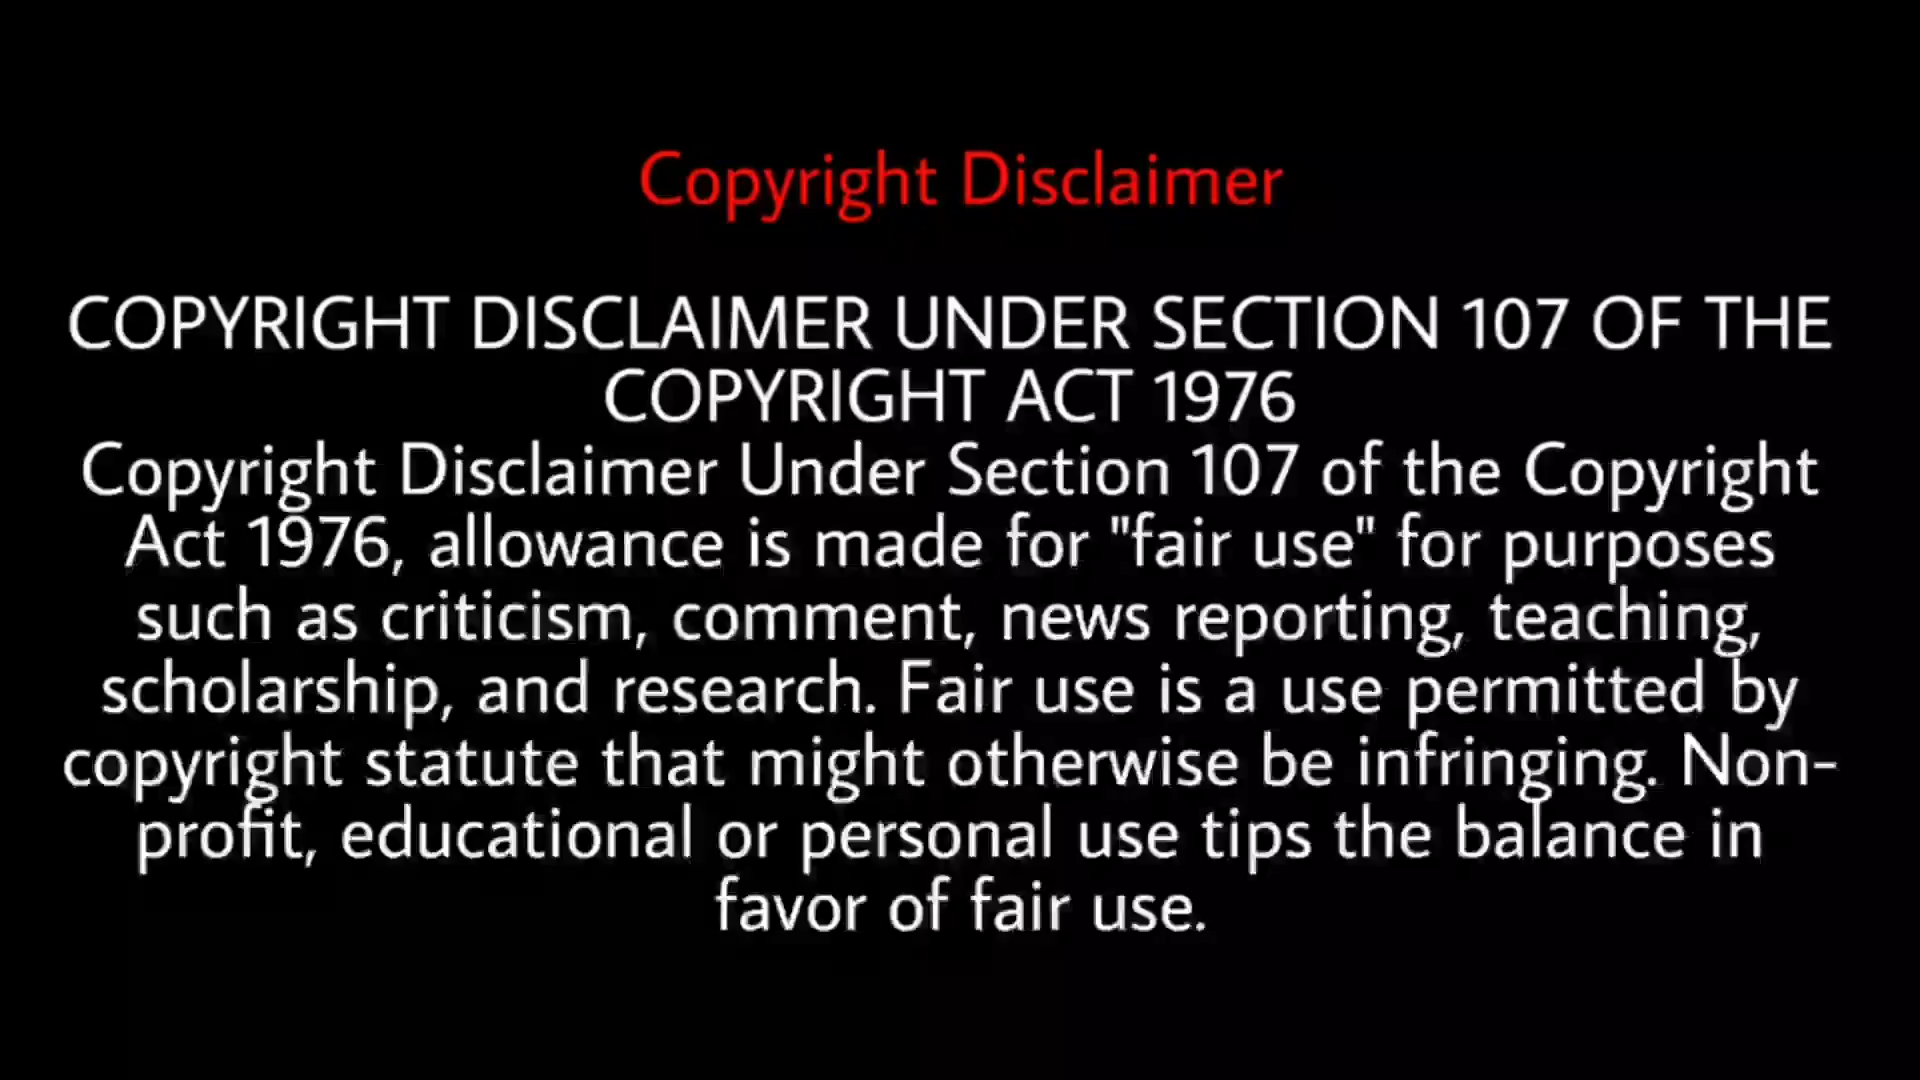 Copyright Disclaimer
COPYRIGHT DISCLAIMER UNDER SECTION 107 OF THE
COPYRIGHT ACT 1976
Copyright Disclaimer Under Section 107 of the Copyright
Act 1976, allowance is made for "fair use" for purposes
such as criticism, comment, news reporting, teaching,
scholarship, and research. Fair use is a use permitted by
copyright statute that might otherwise be infringing. Non-
profit, educational or personal use tips the balance in
favor of fair use.